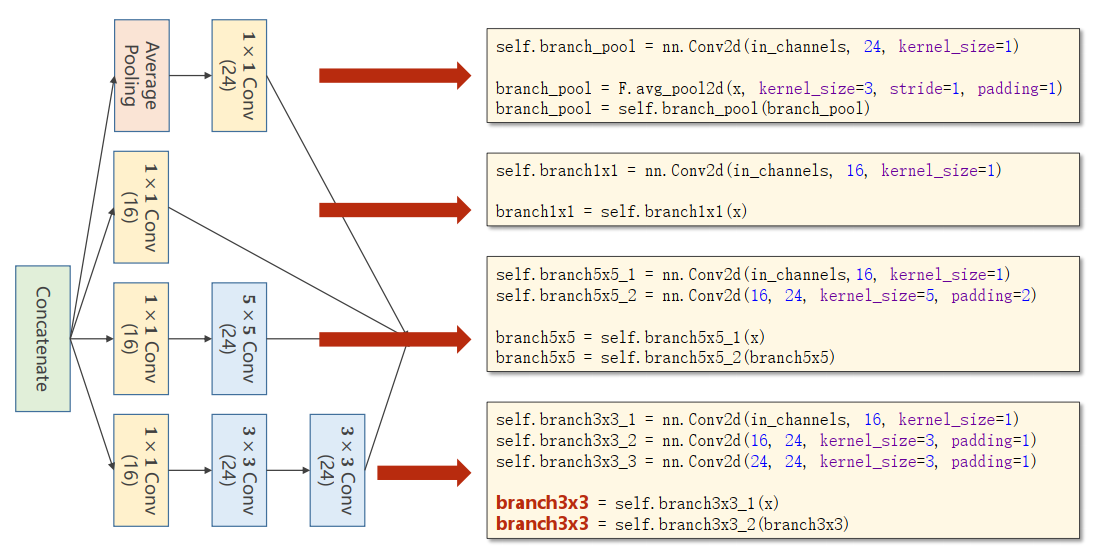 Concatenate
Average
Pooling
1×1 Conv
(24)
1×1 Conv
(16)
1×1 Conv
(16)
5×5 Conv
(24)
1×1 Conv
(16)
3×3 Conv
(24)
3×3 Conv
(24)
self.branch_pool = nn.Conv2d(in_channels, 24, kernel_size=1)
branch_pool = F.avg_pool2d(x, kernel_size=3, stride=1, padding=1)
branch_pool = self.branch_pool(branch_pool)
self.branch1x1 = nn.Conv2d(in_channels, 16, kernel_size=1)
branch1x1 = self.branch1x1(x)
self.branch5x5_1 = nn.Conv2d(in_channels, 16, kernel_size=1)
self.branch5x5_2 = nn.Conv2d(16, 24, kernel_size=5, padding=2)
branch5x5 = self.branch5x5_1(x)
branch5x5 = self.branch5x5_2(branch5x5)
self.branch3x3_1 = nn.Conv2d(in_channels, 16, kernel_size=1)
self.branch3x3_2 = nn.Conv2d(16, 24, kernel_size=3, padding=1)
self.branch3x3_3 = nn.Conv2d(24, 24, kernel_size=3, padding=1)
branch3x3 = self.branch3x3_1(x)
branch3x3 = self.branch3x3_2(branch3x3)